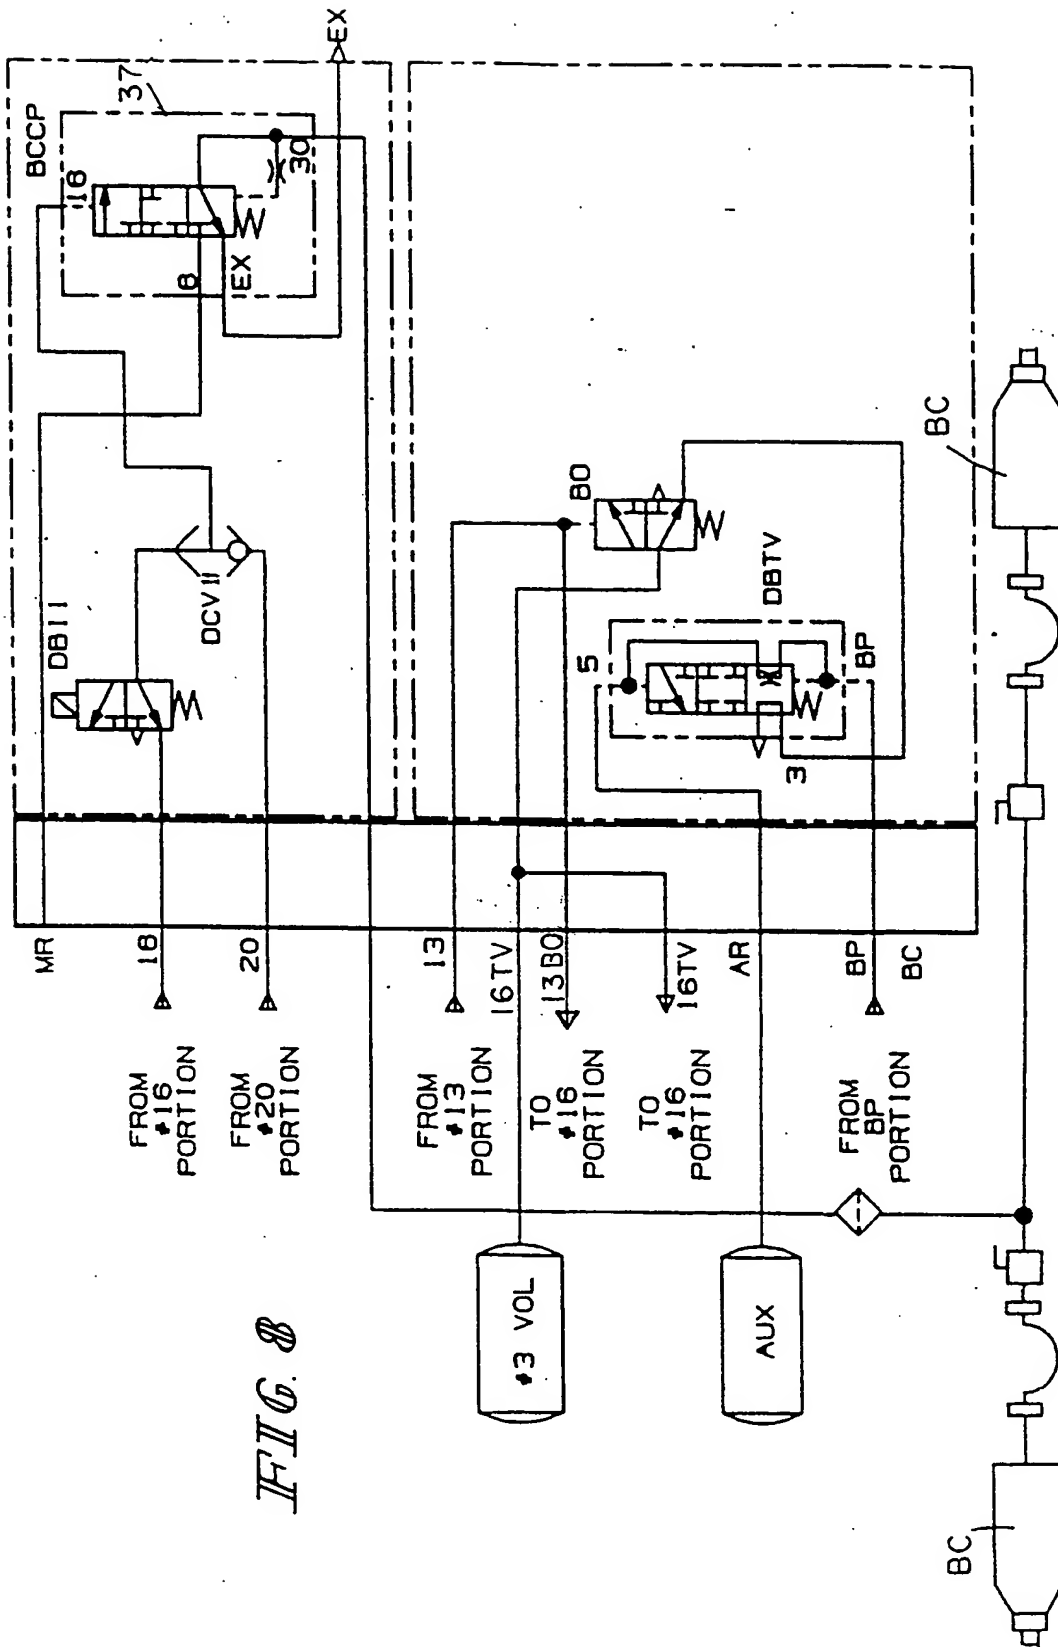 BCCP
37
16
30
EX
EX
DB11
DCV11
MR
18
20
FROM
#16
PORTION
FROM
#20
PORTION
BO
DBTV
5
BP
3
13
16TV
13BO
16TV
AR
BP
BC
FROM
#13
PORTION
TO
#16
PORTION
TO
#16
PORTION
FROM
BP
PORTION
#3 VOL
AUX
BC
BC
FIG. 8